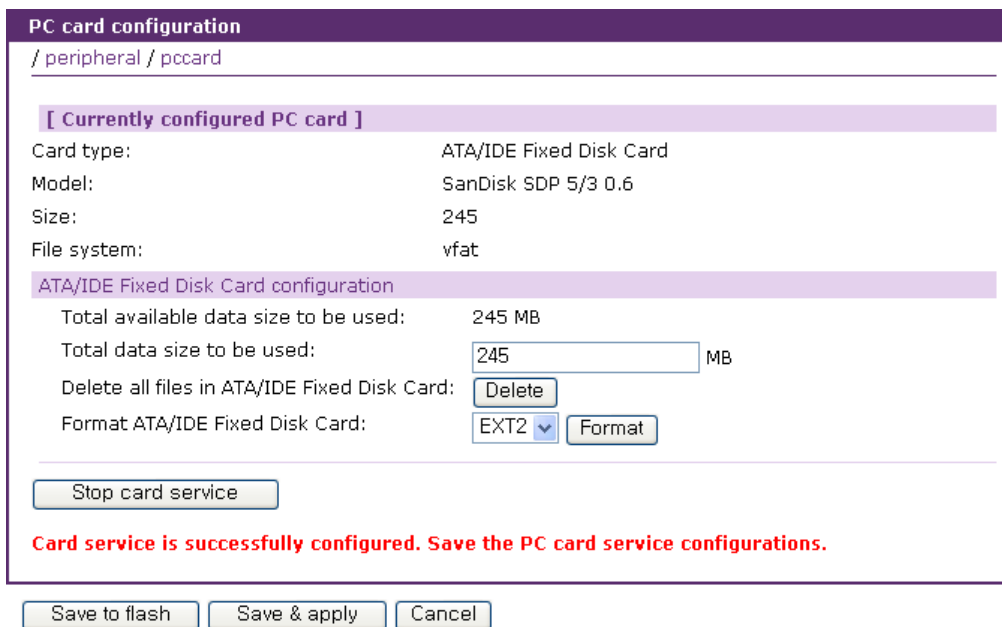 PC card configuration
/ peripheral / pccard
[ Currently configured PC card ]
Card type: ATA/IDE Fixed Disk Card
Model: SanDisk SDP 5/3 0.6
Size: 245
File system: vfat
ATA/IDE Fixed Disk Card configuration
Total available data size to be used: 245 MB
Total data size to be used: 245 MB
Delete all files in ATA/IDE Fixed Disk Card: Delete
Format ATA/IDE Fixed Disk Card: EXT2 Format
Stop card service
Card service is successfully configured. Save the PC card service configurations.
Save to flash Save & apply Cancel